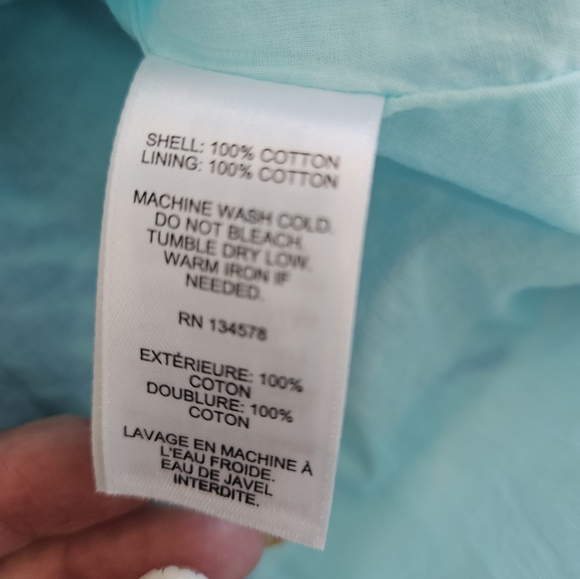 SHELL: 100% COTTON
LINING: 100% COTTON
MACHINE WASH COLD.
DO NOT BLEACH.
TUMBLE DRY LOW.
WARM IRON IF
NEEDED.
RN 134578
EXTÉRIEURE: 100%
COTON
DOUBLURE: 100%
COTON
LAVAGE EN MACHINE À
L'EAU FROIDE.
EAU DE JAVEL
INTERDITE.